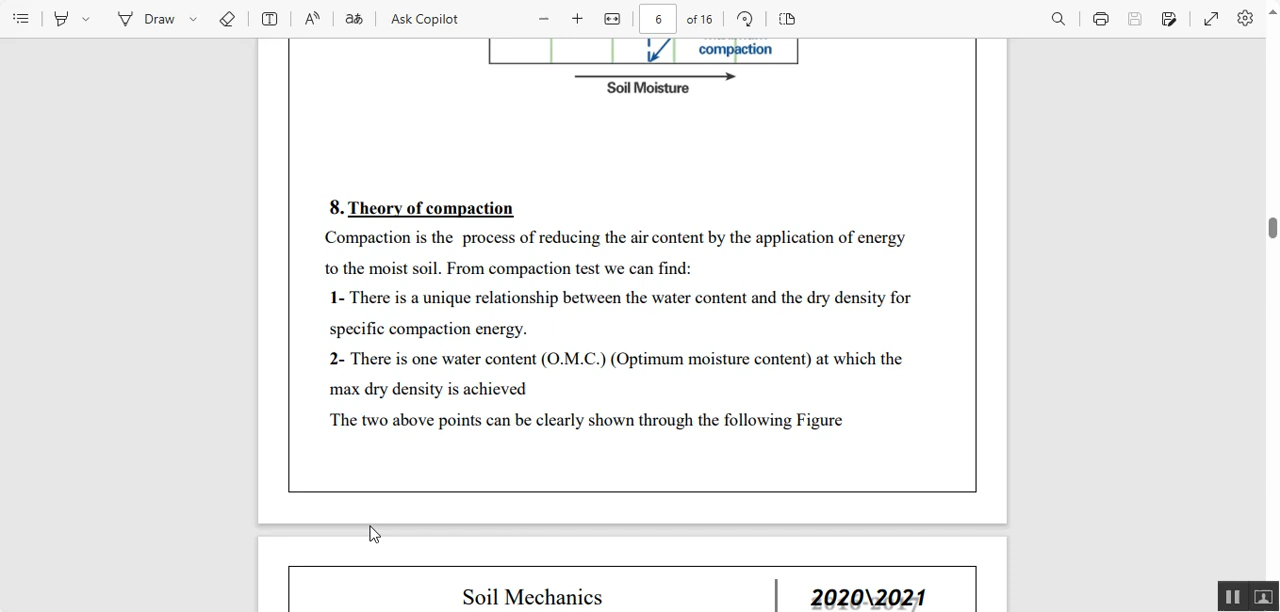 Draw
Ask Copilot
6 of 16
compaction
Soil Moisture
8. Theory of compaction
Compaction is the process of reducing the air content by the application of energy
to the moist soil. From compaction test we can find:
1- There is a unique relationship between the water content and the dry density for
specific compaction energy.
2- There is one water content (O.M.C.) (Optimum moisture content) at which the
max dry density is achieved
The two above points can be clearly shown through the following Figure
Soil Mechanics
2020\2021